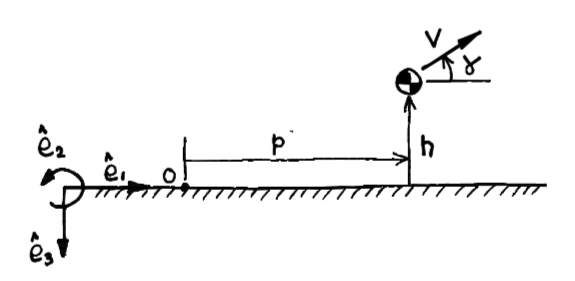 V
γ
p
h
ê₂
ê₁
O
ê₃